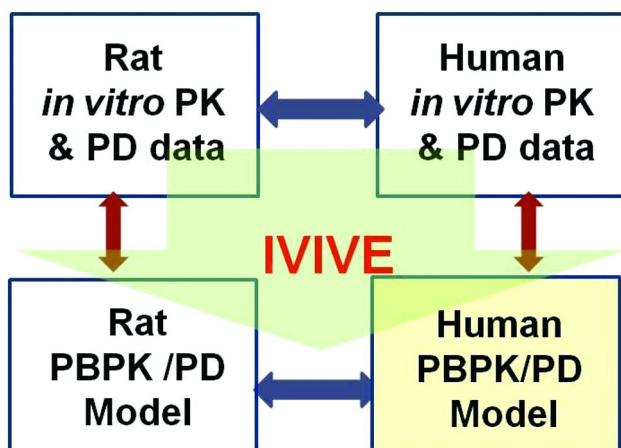 Rat
in vitro PK
& PD data
Human
in vitro PK
& PD data
IVIVE
Rat
PBPK /PD
Model
Human
PBPK/PD
Model